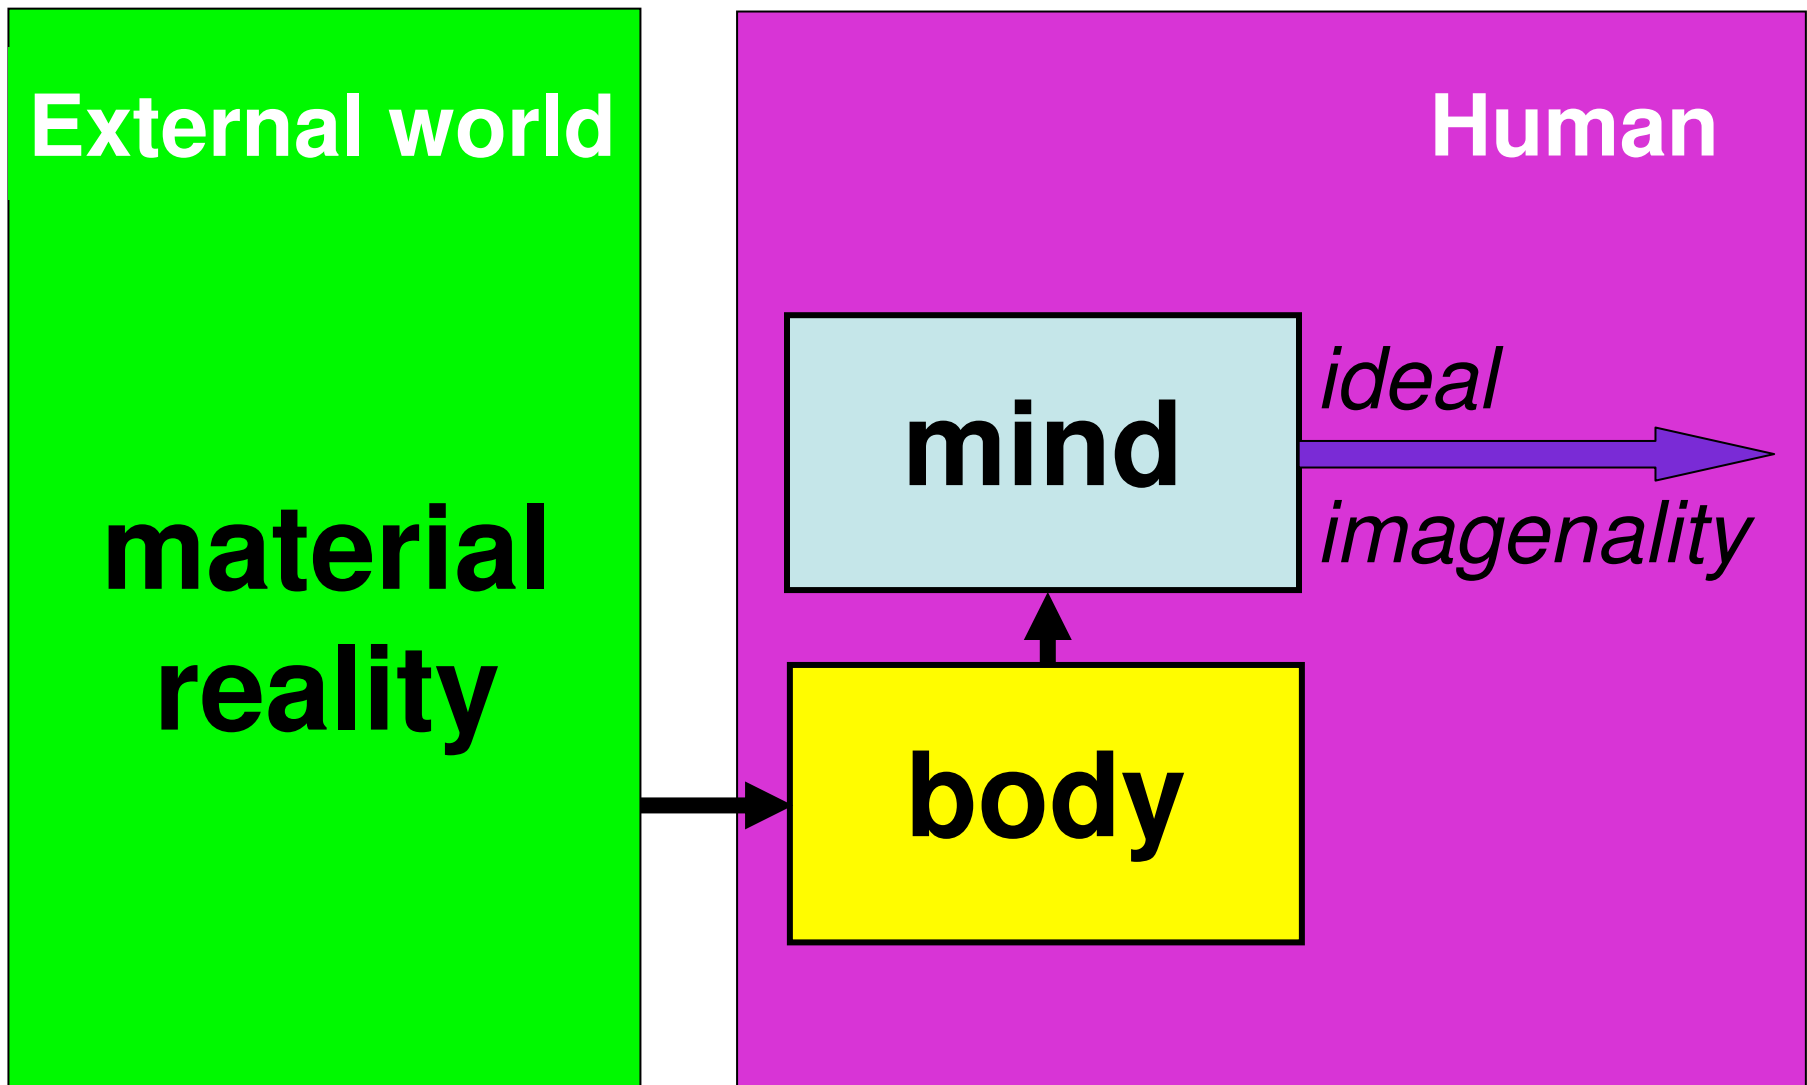 External world
material
reality
Human
mind
ideal
imagenality
body